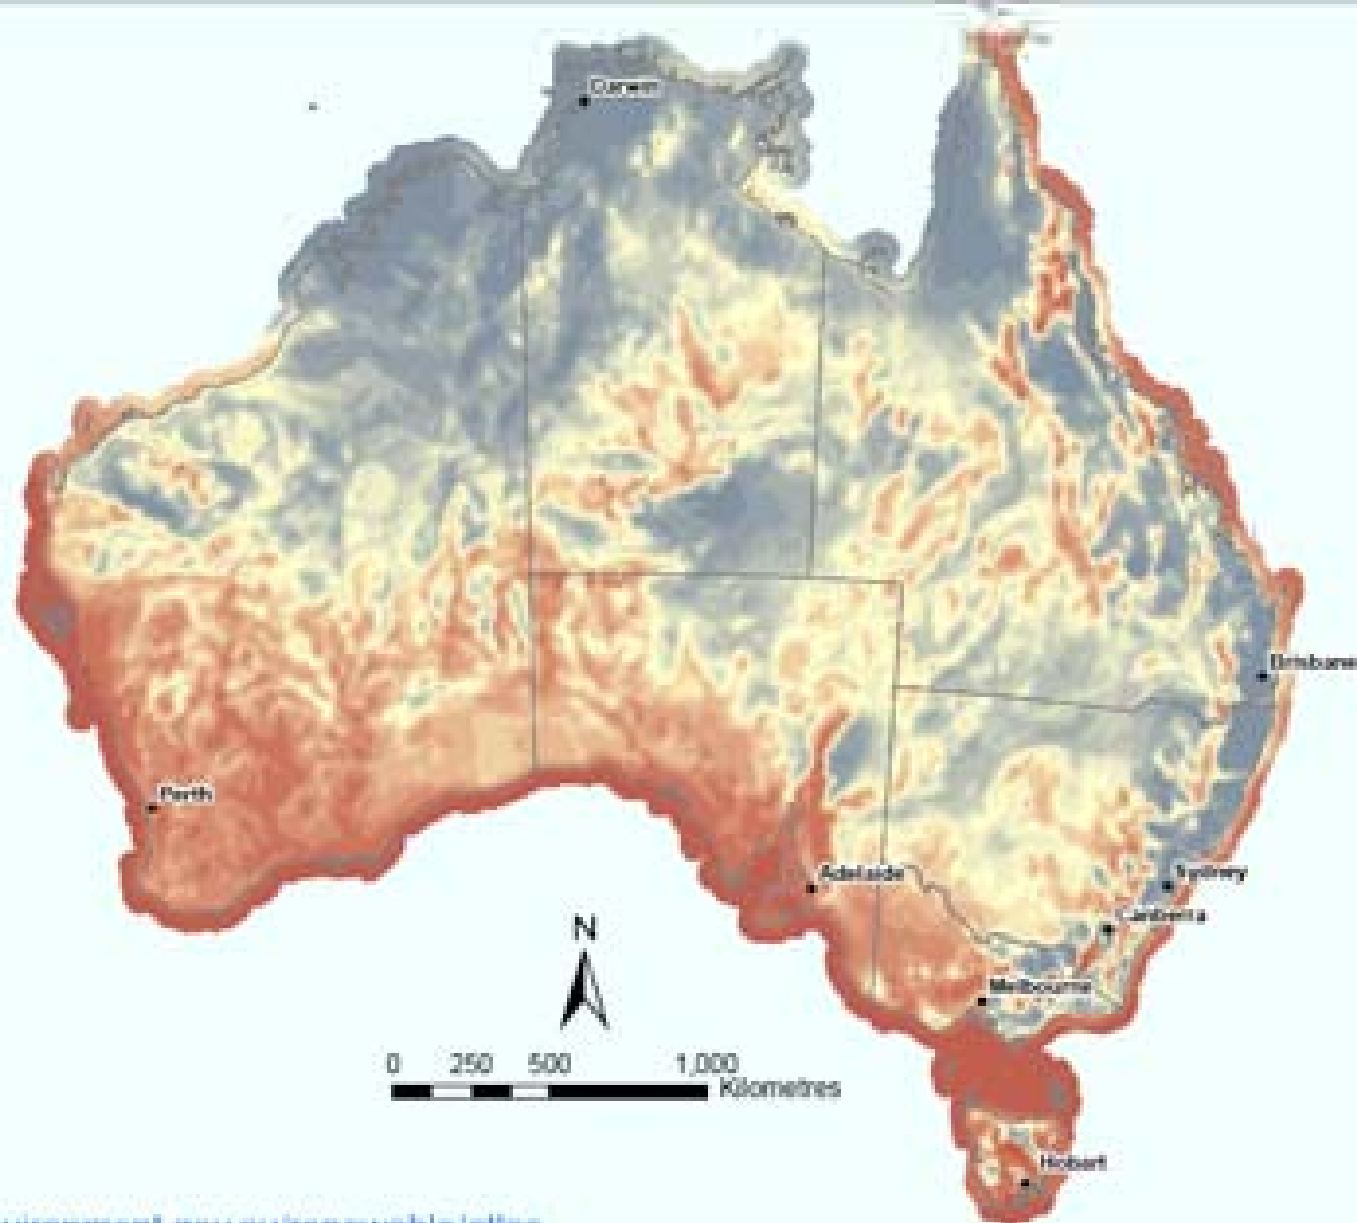 Darwin
Brisbane
Perth
Adelaide
Sydney
Canberra
N
Melbourne
0 250 500 1,000
Kilometres
Hobart